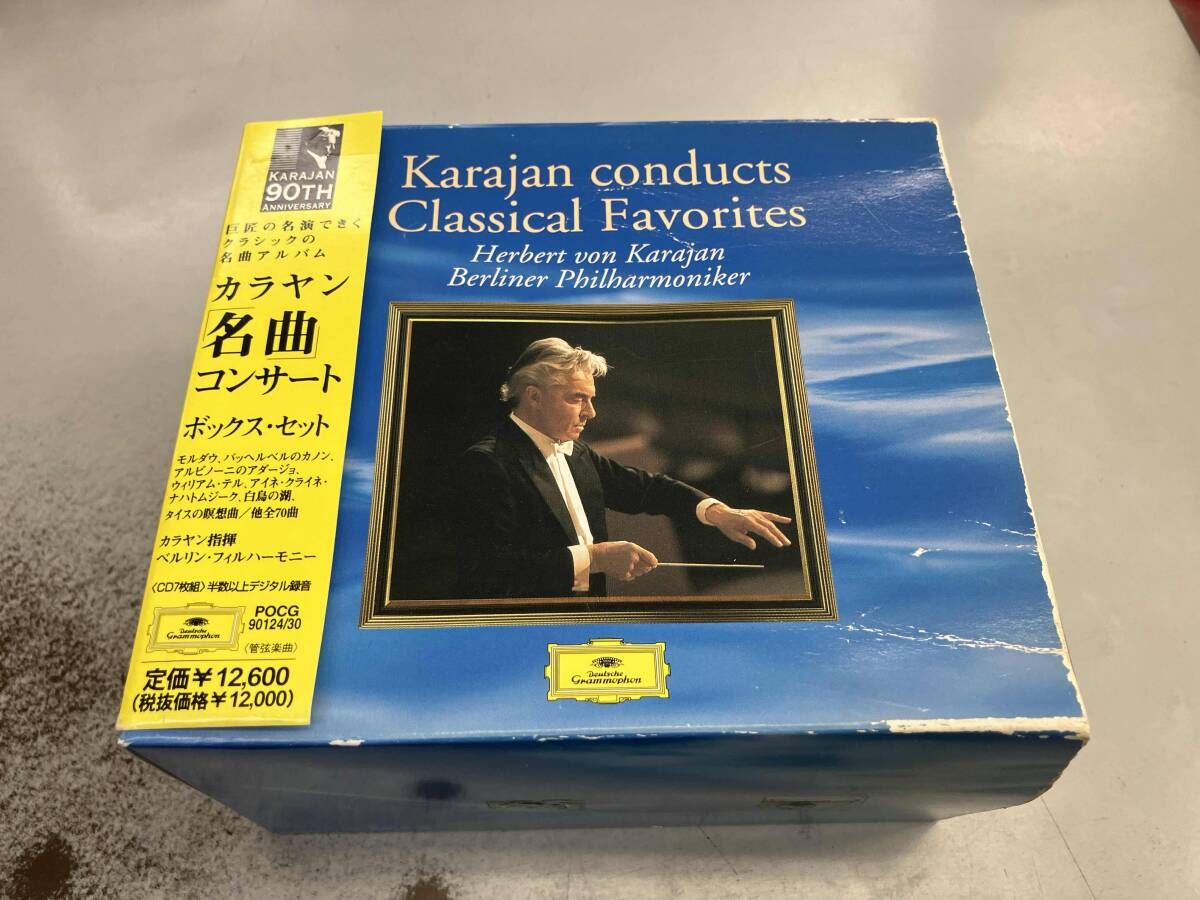 KARAJAN
90TH
ANNIVERSARY
巨匠の名演できく
クラシックの
名曲アルバム
カラヤン
「名曲」
コンサート
ボックス・セット
モルダウ、パッヘルベルのカノン、
アルビノーニのアダージョ、
ウィリアム・テル、アイネ・クライネ・
ナハトムジーク、白鳥の湖、
タイスの瞑想曲/他全70曲
カラヤン指揮
ベルリン・フィルハーモニー
〈CD7枚組〉半数以上デジタル録音
Deutsche
Grammophon
POCG
90124/30
〈管弦楽曲〉
定価¥12,600
(税抜価格¥12,000)
Karajan conducts
Classical Favorites
Herbert von Karajan
Berliner Philharmoniker
Deutsche
Grammophon